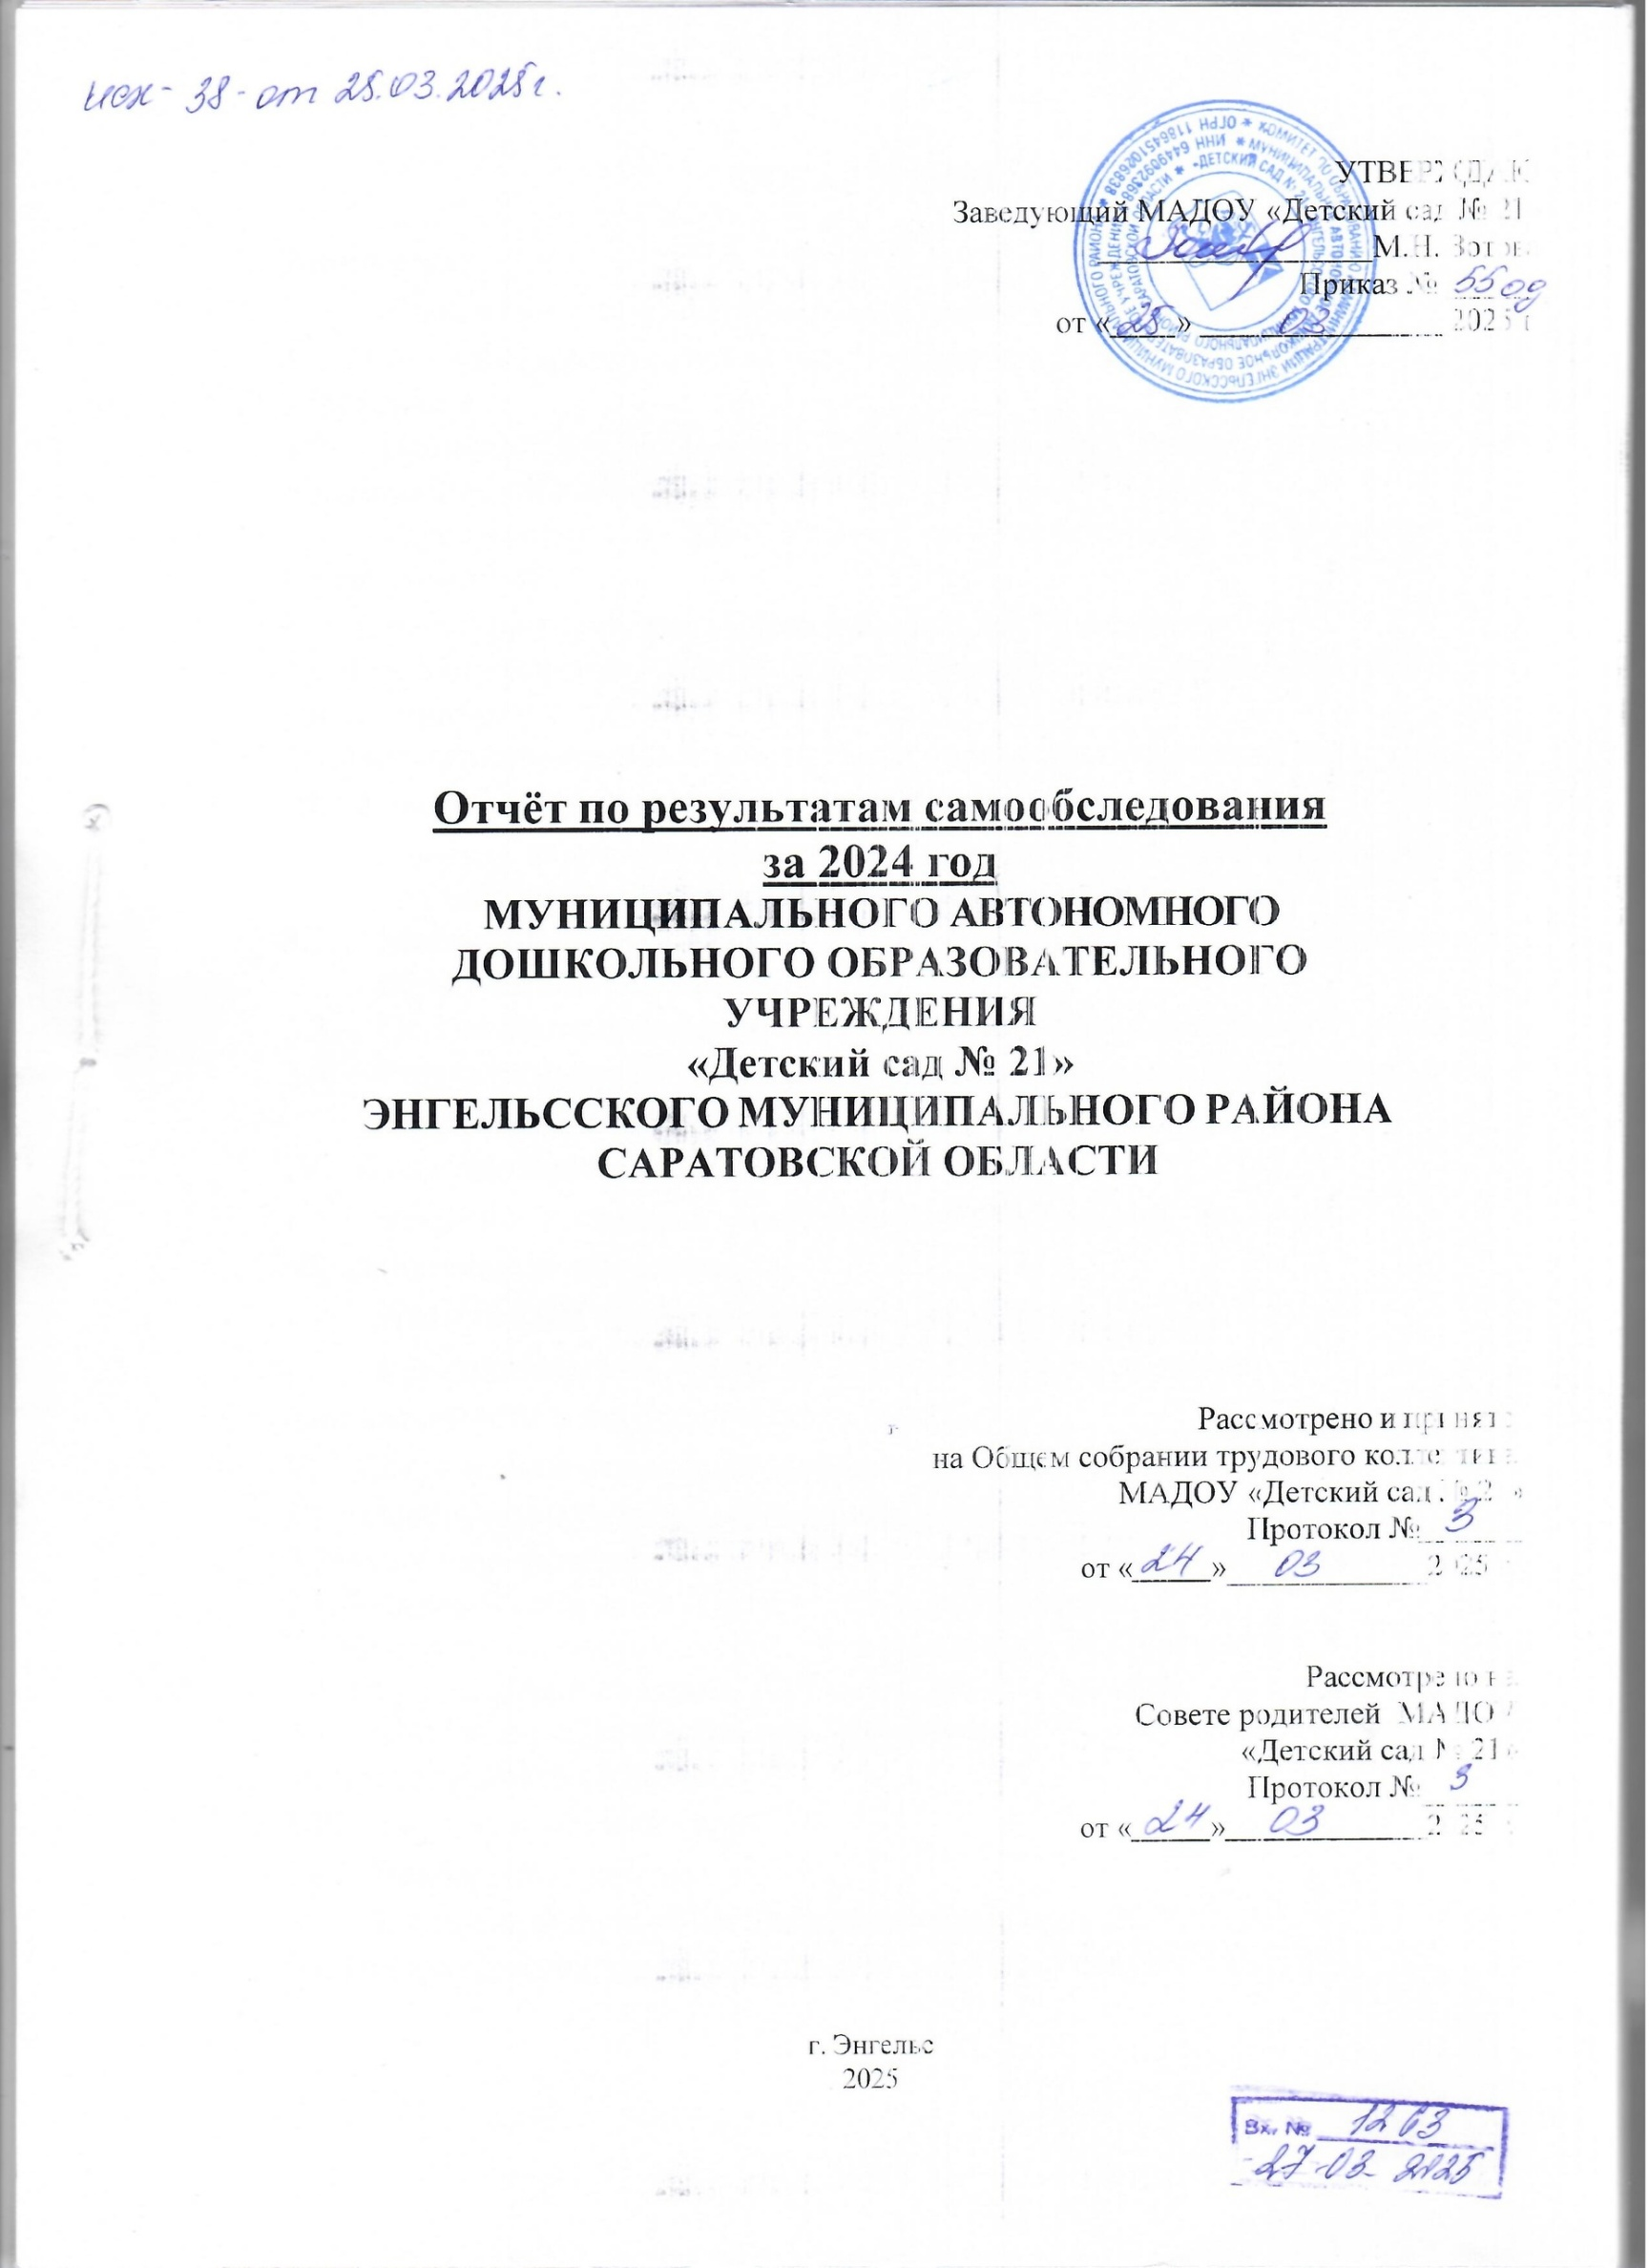 исх- 38- от 25.03.2025г.
УТВЕРЖДАЮ
Заведующий МАДОУ «Детский сад № 21
М.Н. Зотова
Приказ № 55 од
от «25» 03 2025 г
Отчёт по результатам самообследования
за 2024 год
МУНИЦИПАЛЬНОГО АВТОНОМНОГО
ДОШКОЛЬНОГО ОБРАЗОВАТЕЛЬНОГО
УЧРЕЖДЕНИЯ
«Детский сад № 21»
ЭНГЕЛЬССКОГО МУНИЦИПАЛЬНОГО РАЙОНА
САРАТОВСКОЙ ОБЛАСТИ
Рассмотрено и принято
на Общем собрании трудового коллектива
МАДОУ «Детский сад № 21»
Протокол № 3
от «24» 03 2025
Рассмотрено на
Совете родителей МАДОУ
«Детский сад № 21»
Протокол № 3
от «24» 03 2025
г. Энгельс
2025
Вх. № 1263
27-03-2025